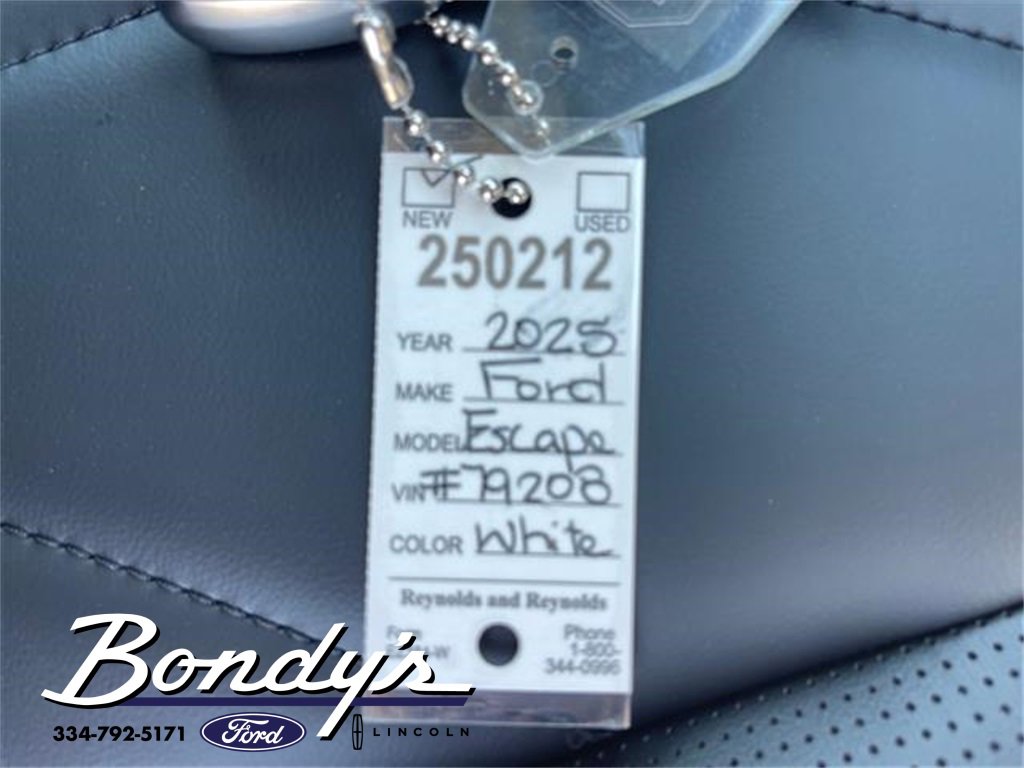 NEW USED
250212
YEAR 2025
MAKE Ford
MODEL Escape
VIN #79208
COLOR White
Reynolds and Reynolds
Phone
1-800-
344-0996
Bondy's
334-792-5171 Ford LINCOLN